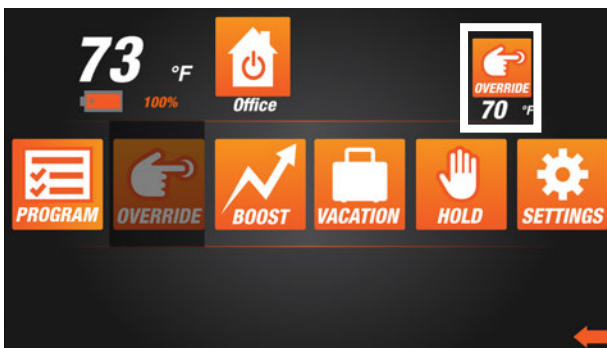 73 °F
100%
Office
OVERRIDE
70 °F
PROGRAM
OVERRIDE
BOOST
VACATION
HOLD
SETTINGS